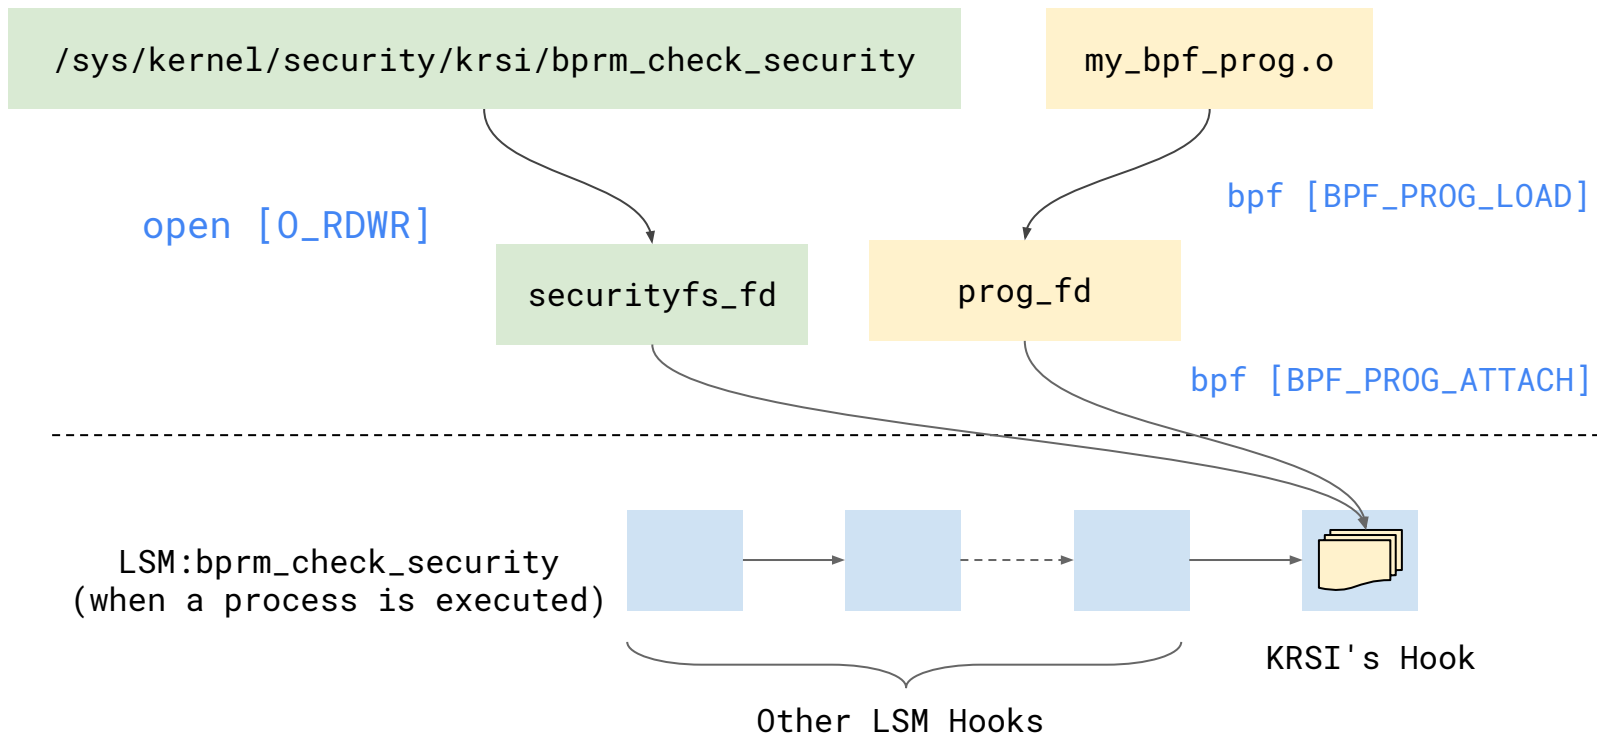 /sys/kernel/security/krsi/bprm_check_security
my_bpf_prog.o
bpf [BPF_PROG_LOAD]
open [O_RDWR]
securityfs_fd
prog_fd
bpf [BPF_PROG_ATTACH]
LSM:bprm_check_security
(when a process is executed)
KRSI's Hook
Other LSM Hooks